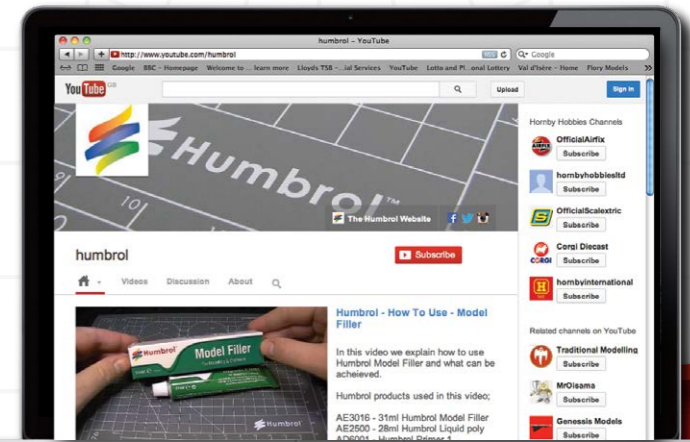 humbrol – YouTube
http://www.youtube.com/humbrol
Google
Google BBC – Homepage Welcome to ... learn more Lloyds TSB – ...ial Services YouTube Lotto and Pl...onal Lottery Val d'Isère – Home Flory Models
YouTube GB
Upload
Sign in
Humbrol™
The Humbrol Website
humbrol
Subscribe
Videos Discussion About
Humbrol
Model Filler
Humbrol
Humbrol - How To Use - Model
Filler
In this video we explain how to use
Humbrol Model Filler and what can be
acheieved.
Humbrol products used in this video;
AE3016 - 31ml Humbrol Model Filler
AE2500 - 28ml Humbrol Liquid poly
AD6001 - Humbrol Primer 1
Hornby Hobbies Channels
OfficialAirfix
Subscribe
hornbyhobbiesltd
Subscribe
OfficialScalextric
Subscribe
CORGI
Corgi Diecast
Subscribe
hornbyinternational
Subscribe
Related channels on YouTube
Traditional Modelling
Subscribe
MrOisama
Subscribe
Genessis Models
Subscribe